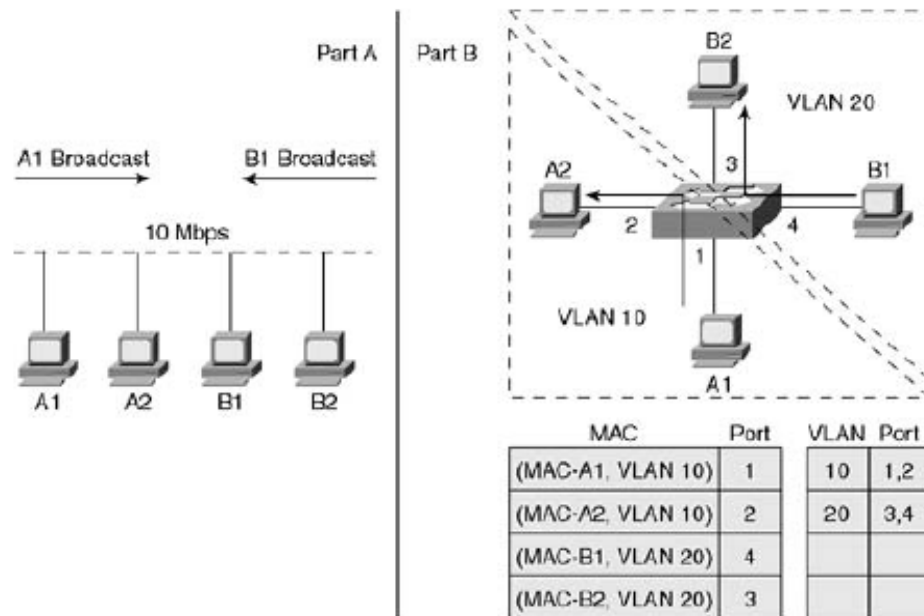 Part A
Part B
A1 Broadcast
B1 Broadcast
10 Mbps
A1
A2
B1
B2
B2
VLAN 20
A2
B1
3
2
4
1
VLAN 10
A1
MAC Port
(MAC-A1, VLAN 10) 1
(MAC-A2, VLAN 10) 2
(MAC-B1, VLAN 20) 4
(MAC-B2, VLAN 20) 3
VLAN Port
10 1,2
20 3,4